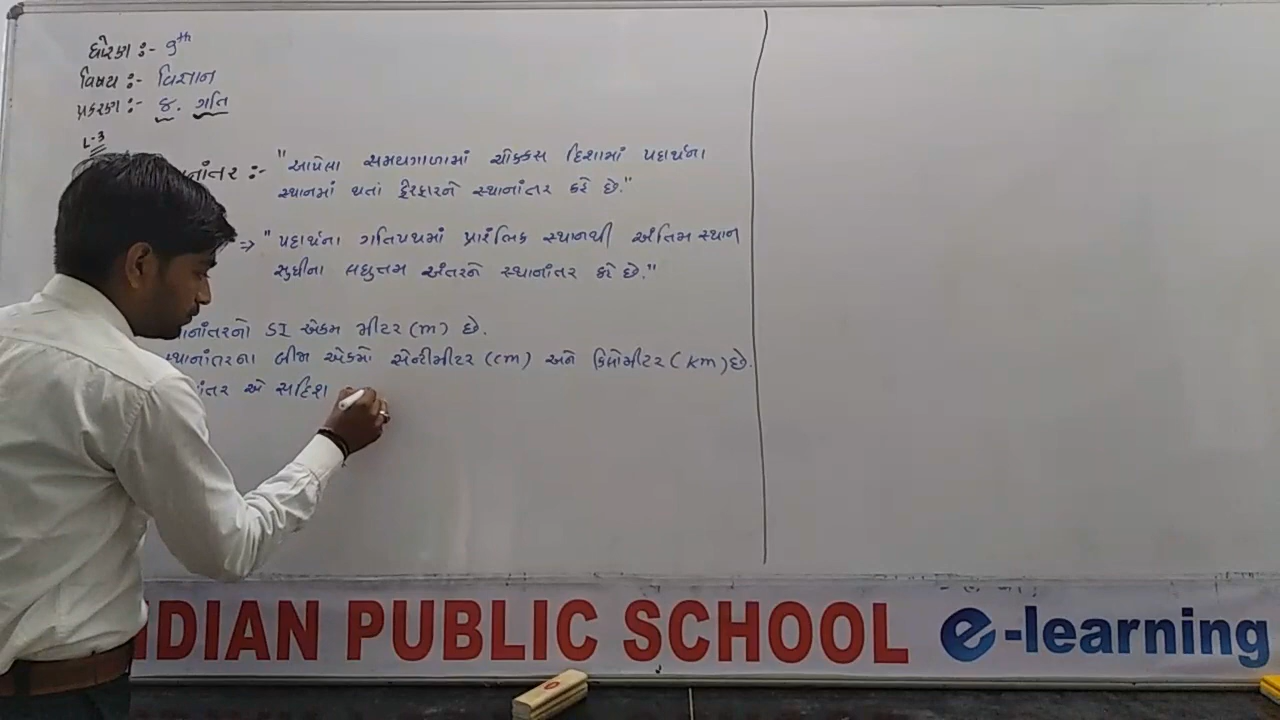 ધોરણ :- 9th
વિષય :- વિજ્ઞાન
પ્રકરણ :- 8. ગતિ
L-3
નાંતર :- "આપેલા સમયગાળામાં ચોક્કસ દિશામાં પદાર્થના
સ્થાનમાં થતાં ફેરફારને સ્થાનાંતર કહે છે."
⇒ "પદાર્થના ગતિપથમાં પ્રારંભિક સ્થાનથી અંતિમ સ્થાન
સુધીના લઘુત્તમ અંતરને સ્થાનાંતર કહે છે."
નાંતરનો SI એકમ મીટર (m) છે.
સ્થાનાંતરના બીજા એકમો સેન્ટીમીટર (cm) અને કિલોમીટર (km) છે.
નાંતર એ સદિશ
INDIAN PUBLIC SCHOOL e-learning